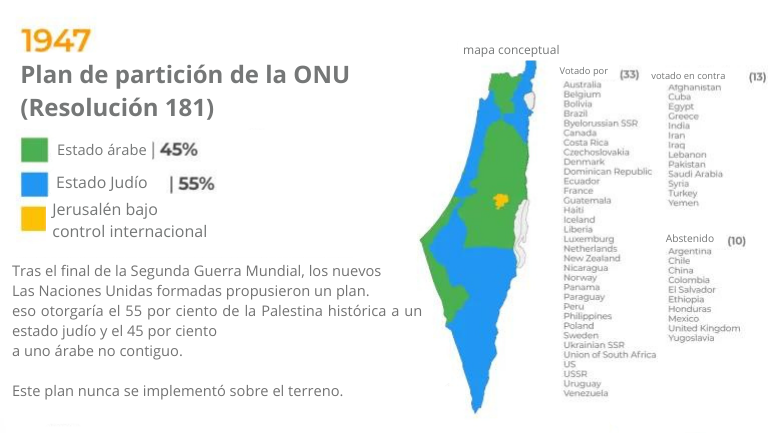 1947
Plan de partición de la ONU
(Resolución 181)
Estado árabe | 45%
Estado Judío | 55%
Jerusalén bajo
control internacional
Tras el final de la Segunda Guerra Mundial, los nuevos
Las Naciones Unidas formadas propusieron un plan.
eso otorgaría el 55 por ciento de la Palestina histórica a un
estado judío y el 45 por ciento
a uno árabe no contiguo.
Este plan nunca se implementó sobre el terreno.
mapa conceptual
Votado por (33)
Australia
Belgium
Bolivia
Brazil
Byelorussian SSR
Canada
Costa Rica
Czechoslovakia
Denmark
Dominican Republic
Ecuador
France
Guatemala
Haiti
Iceland
Liberia
Luxemburg
Netherlands
New Zealand
Nicaragua
Norway
Panama
Paraguay
Peru
Philippines
Poland
Sweden
Ukrainian SSR
Union of South Africa
US
USSR
Uruguay
Venezuela
votado en contra (13)
Afghanistan
Cuba
Egypt
Greece
India
Iran
Iraq
Lebanon
Pakistan
Saudi Arabia
Syria
Turkey
Yemen
Abstenido (10)
Argentina
Chile
China
Colombia
El Salvador
Ethiopia
Honduras
Mexico
United Kingdom
Yugoslavia